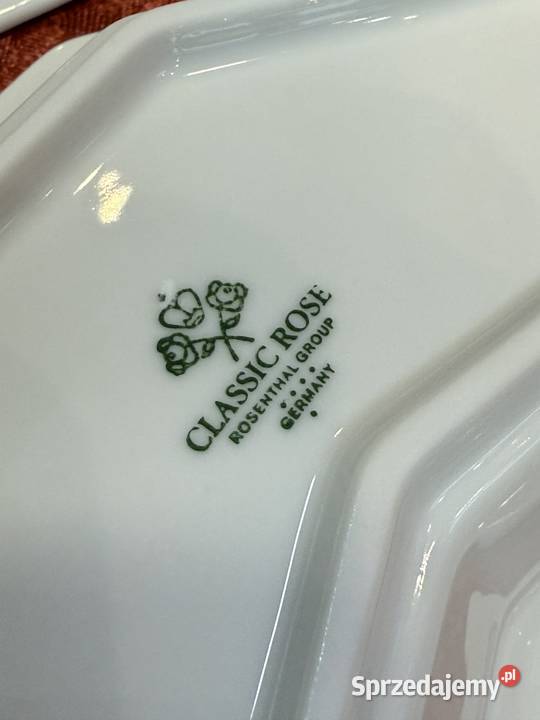 CLASSIC ROSE
ROSENTHAL GROUP
GERMANY
Sprzedajemy.pl